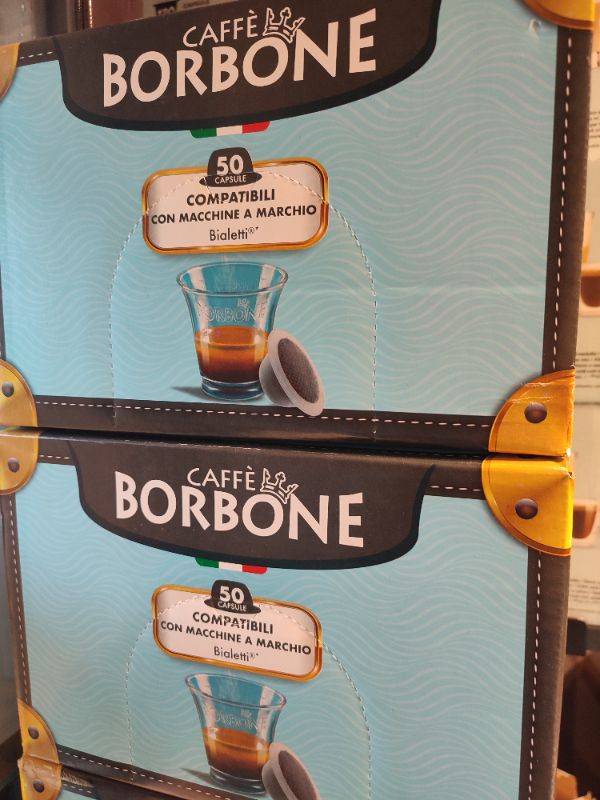 CAFFÈ
BORBONE
50
CAPSULE
COMPATIBILI
CON MACCHINE A MARCHIO
Bialetti®*
BORBONE
CAFFÈ
BORBONE
50
CAPSULE
COMPATIBILI
CON MACCHINE A MARCHIO
Bialetti®*
BORBONE